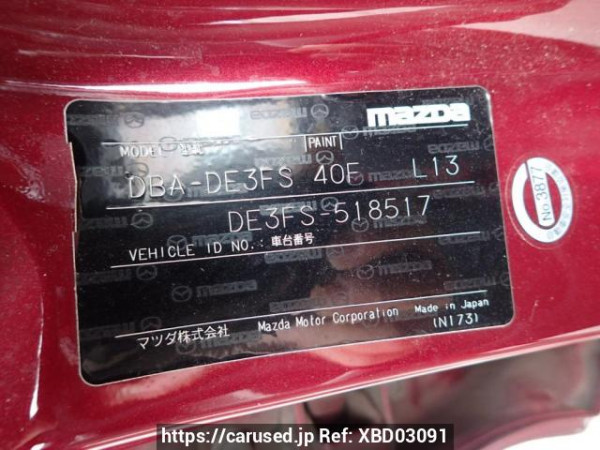 mazda
MODEL
PAINT
DBA-DE3FS 40F L13
DE3FS-518517
VEHICLE ID NO.: 車台番号
マツダ株式会社 Mazda Motor Corporation Made in Japan
(N173)
No.3877
https://carused.jp Ref: XBD03091